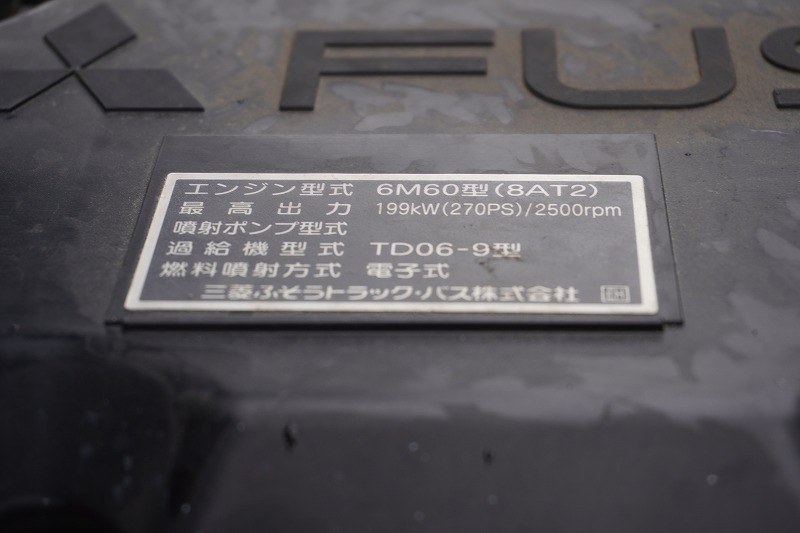 FUS
エンジン型式 6M60型(8AT2)
最高出力 199kW(270PS)/2500rpm
噴射ポンプ型式
過給機型式 TD06-9型
燃料噴射方式 電子式
三菱ふそうトラック・バス株式会社